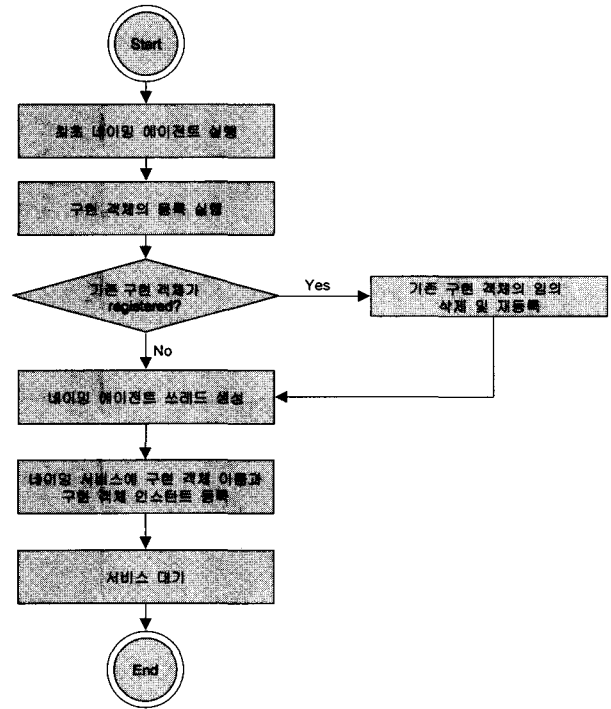 Start
최초 네이밍 에이전트 실행
구현 객체의 등록 실행
기존 구현 객체가
registered?
Yes
기존 구현 객체의 임의
삭제 및 재등록
No
네이밍 에이전트 쓰레드 생성
네이밍 서비스에 구현 객체 이름과
구현 객체 인스턴트 등록
서비스 대기
End